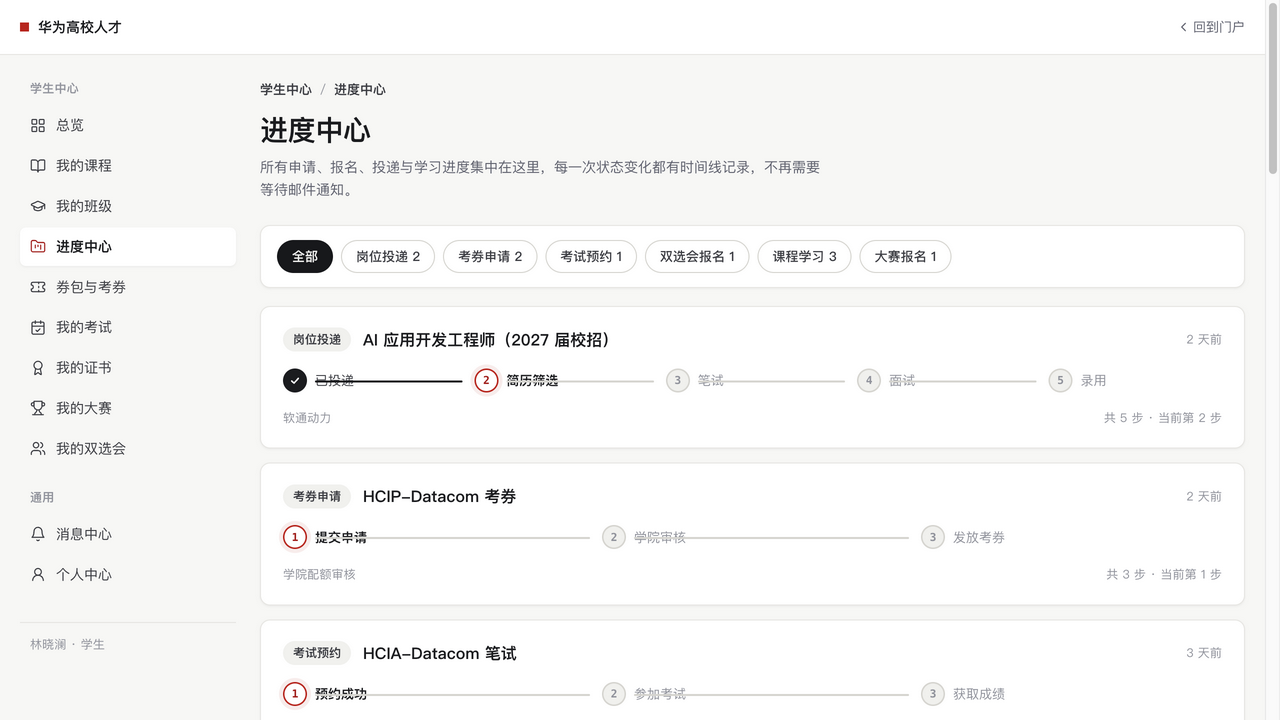 华为高校人才
回到门户
学生中心
总览
我的课程
我的班级
进度中心
券包与考券
我的考试
我的证书
我的大赛
我的双选会
通用
消息中心
个人中心
林晓澜 · 学生
学生中心 / 进度中心
进度中心
所有申请、报名、投递与学习进度集中在这里，每一次状态变化都有时间线记录，不再需要
等待邮件通知。
全部 岗位投递 2 考券申请 2 考试预约 1 双选会报名 1 课程学习 3 大赛报名 1
岗位投递 AI 应用开发工程师（2027 届校招） 2 天前
已投递 2 简历筛选 3 笔试 4 面试 5 录用
软通动力 共 5 步 · 当前第 2 步
考券申请 HCIP-Datacom 考券 2 天前
1 提交申请 2 学院审核 3 发放考券
学院配额审核 共 3 步 · 当前第 1 步
考试预约 HCIA-Datacom 笔试 3 天前
1 预约成功 2 参加考试 3 获取成绩